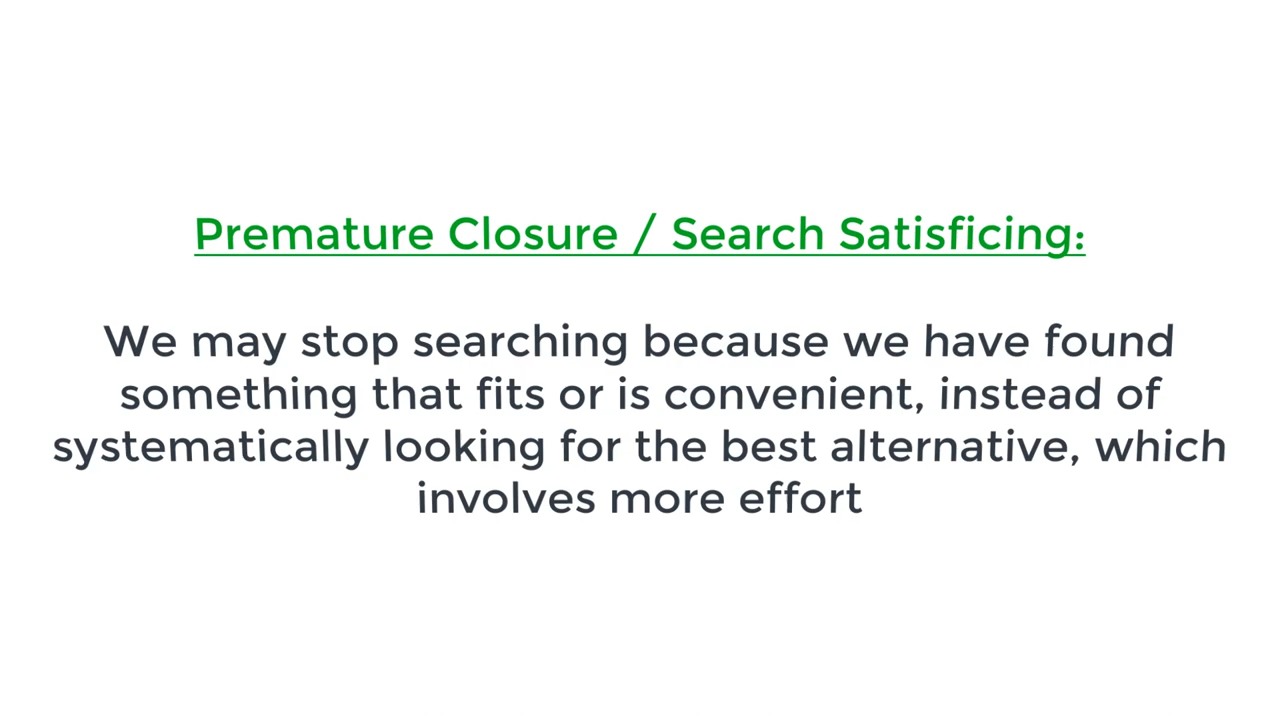 Premature Closure / Search Satisficing:
We may stop searching because we have found
something that fits or is convenient, instead of
systematically looking for the best alternative, which
involves more effort